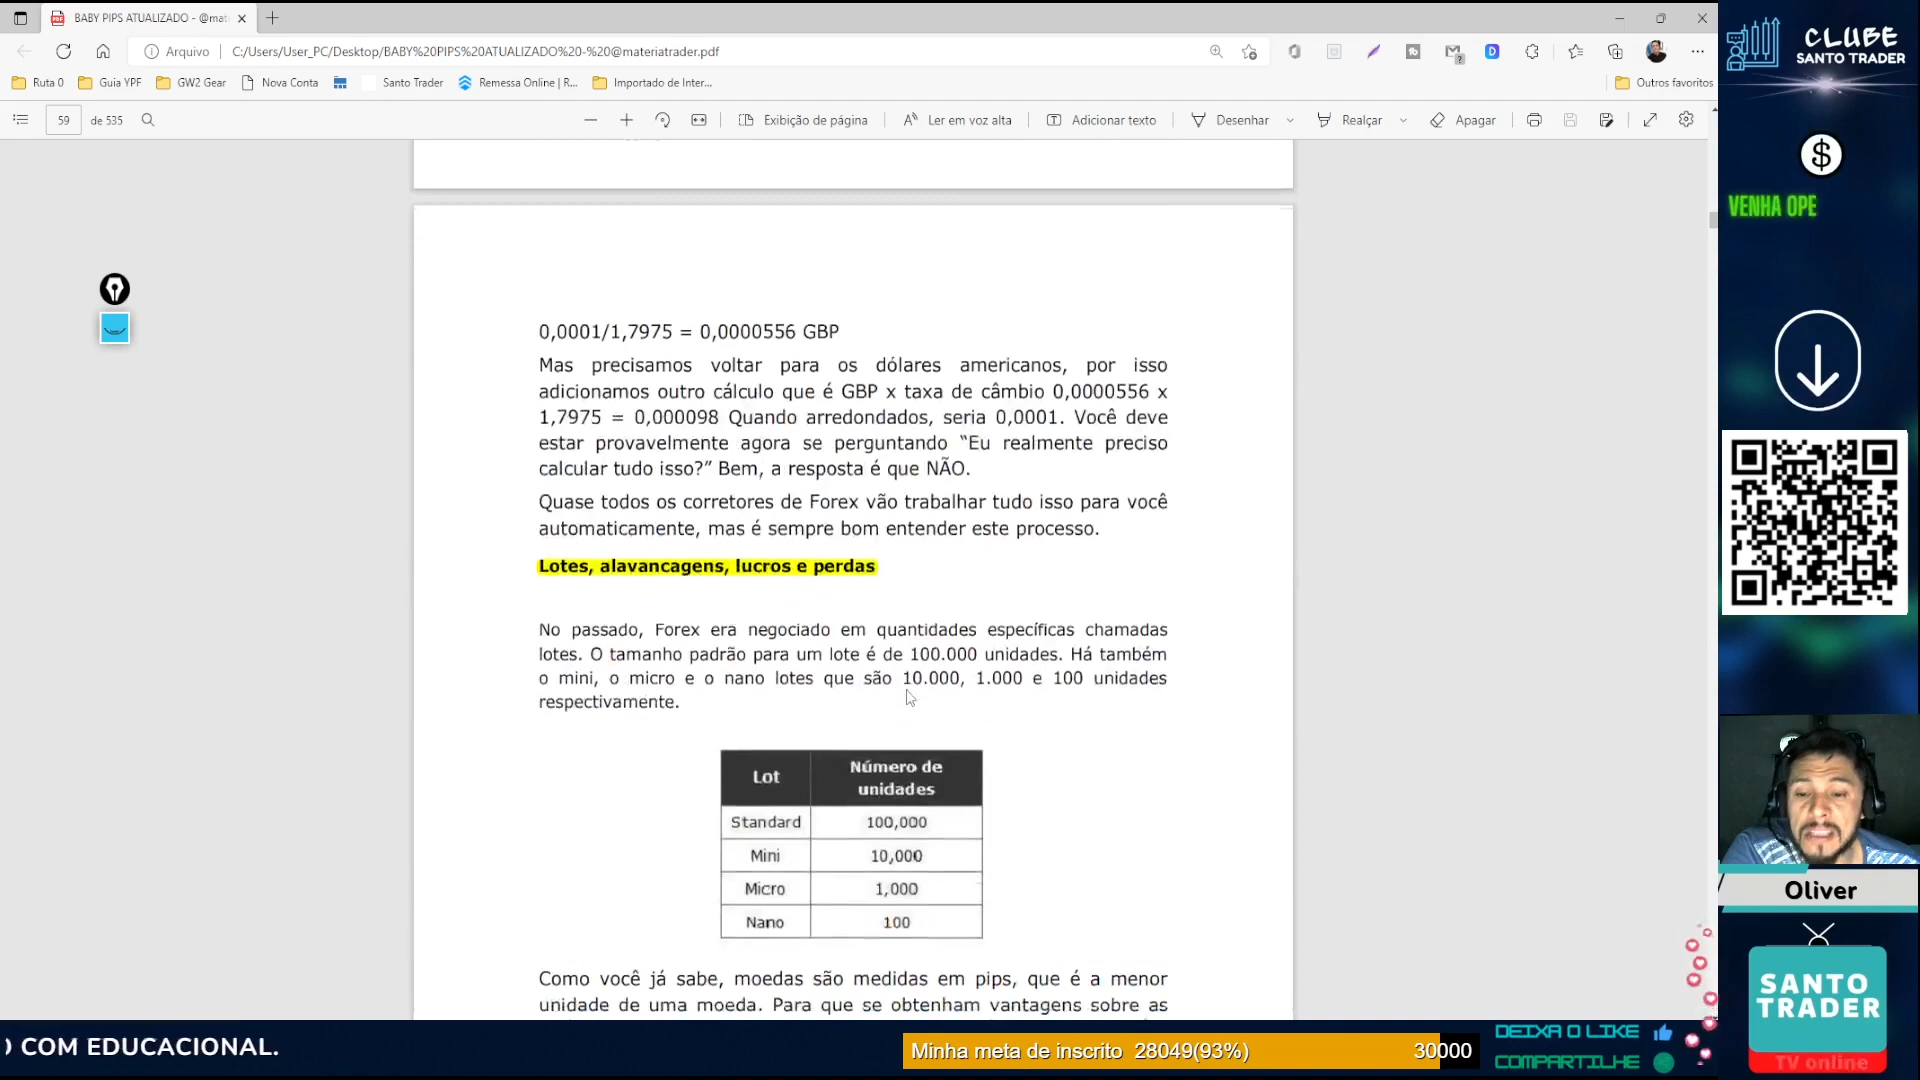 BABY PIPS ATUALIZADO - @mat
Arquivo
C:/Users/User_PC/Desktop/BABY%20PIPS%20ATUALIZADO%20-%20@materiatrader.pdf
Ruta 0
Guia YPF
GW2 Gear
Nova Conta
Santo Trader
Remessa Online | R...
Importado de Inter...
Outros favoritos
59 de 535
Exibição de página
Ler em voz alta
Adicionar texto
Desenhar
Realçar
Apagar
0,0001/1,7975 = 0,0000556 GBP
Mas precisamos voltar para os dólares americanos, por isso
adicionamos outro cálculo que é GBP x taxa de câmbio 0,0000556 x
1,7975 = 0,000098 Quando arredondados, seria 0,0001. Você deve
estar provavelmente agora se perguntando “Eu realmente preciso
calcular tudo isso?” Bem, a resposta é que NÃO.
Quase todos os corretores de Forex vão trabalhar tudo isso para você
automaticamente, mas é sempre bom entender este processo.
Lotes, alavancagens, lucros e perdas
No passado, Forex era negociado em quantidades específicas chamadas
lotes. O tamanho padrão para um lote é de 100.000 unidades. Há também
o mini, o micro e o nano lotes que são 10.000, 1.000 e 100 unidades
respectivamente.
Lot
Número de
unidades
Standard 100,000
Mini 10,000
Micro 1,000
Nano 100
Como você já sabe, moedas são medidas em pips, que é a menor
unidade de uma moeda. Para que se obtenham vantagens sobre as
CLUBE
SANTO TRADER
$
VENHA OPE
Oliver
SANTO
TRADER
TV online
COM EDUCACIONAL.
Minha meta de inscrito 28049(93%)
30000
DEIXA O LIKE
COMPARTILHE